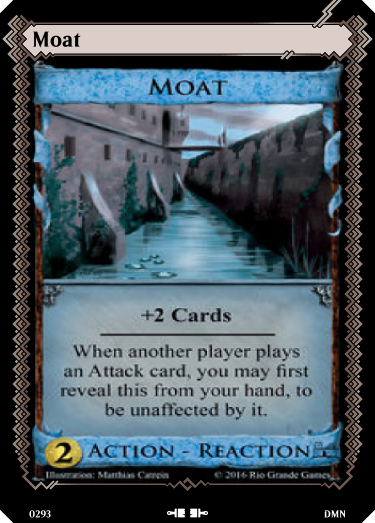 Moat
MOAT
+2 Cards
When another player plays
an Attack card, you may first
reveal this from your hand, to
be unaffected by it.
2 ACTION - REACTION
Illustration: Matthias Catrein © 2016 Rio Grande Games
0293 DMN